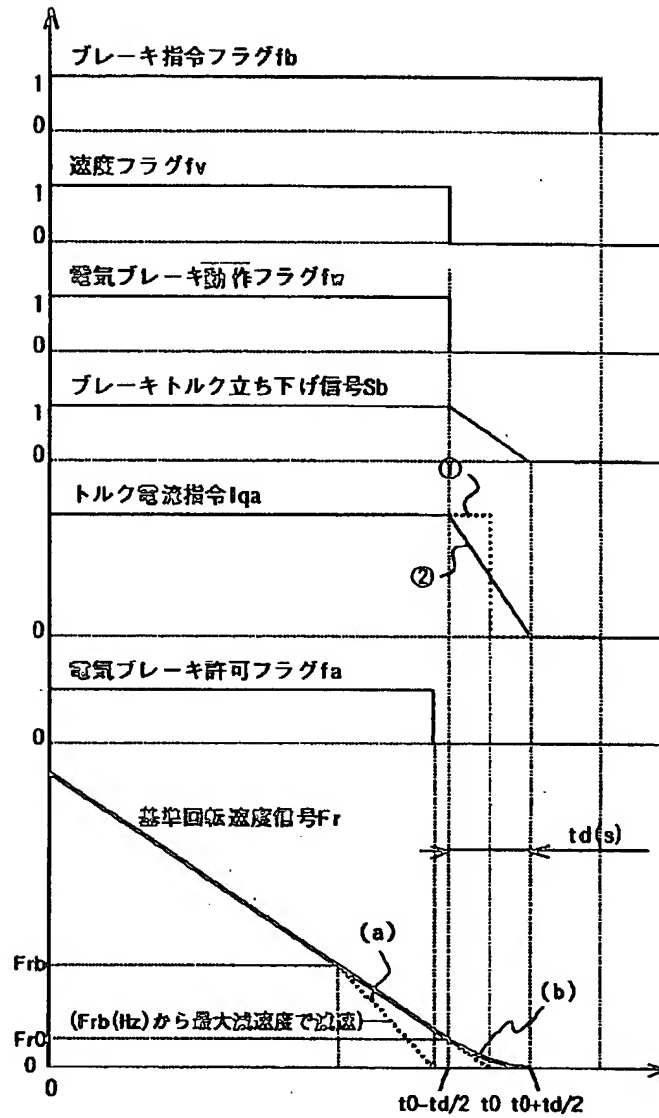 ブレーキ指令フラグfb
1
0
速度フラグfv
1
0
電気ブレーキ動作フラグfロ
1
0
ブレーキトルク立ち下げ信号Sb
1
0
①
トルク電流指令Iqa
②
0
電気ブレーキ許可フラグfa
0
基準回転速度信号Fr
td(s)
(a)
Frb
(b)
(Frb(Hz)から最大減速度で減速)
Fr0
0
0
t0-td/2 t0 t0+td/2